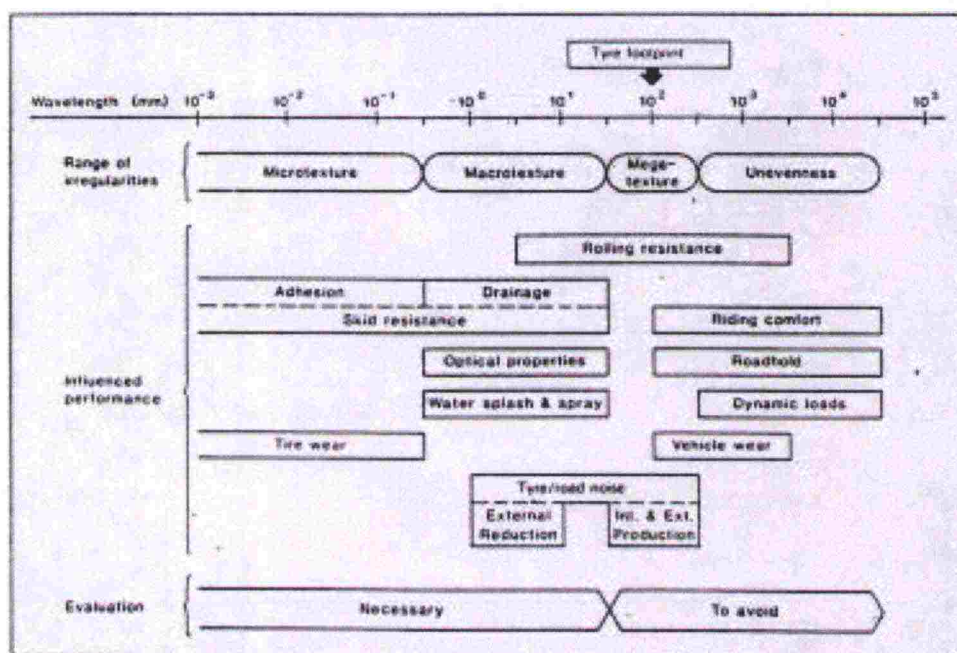 Tyre footprint
Wavelength (mm) 10⁻³ 10⁻² 10⁻¹ 10⁰ 10¹ 10² 10³ 10⁴ 10⁵
Range of
irregularities
Microtexture
Macrotexture
Mega-
texture
Unevenness
Influenced
performance
Rolling resistance
Adhesion
Drainage
Skid resistance
Riding comfort
Optical properties
Roadhold
Water splash & spray
Dynamic loads
Tire wear
Vehicle wear
Tyre/road noise
External
Reduction
Int. & Ext.
Production
Evaluation
Necessary
To avoid